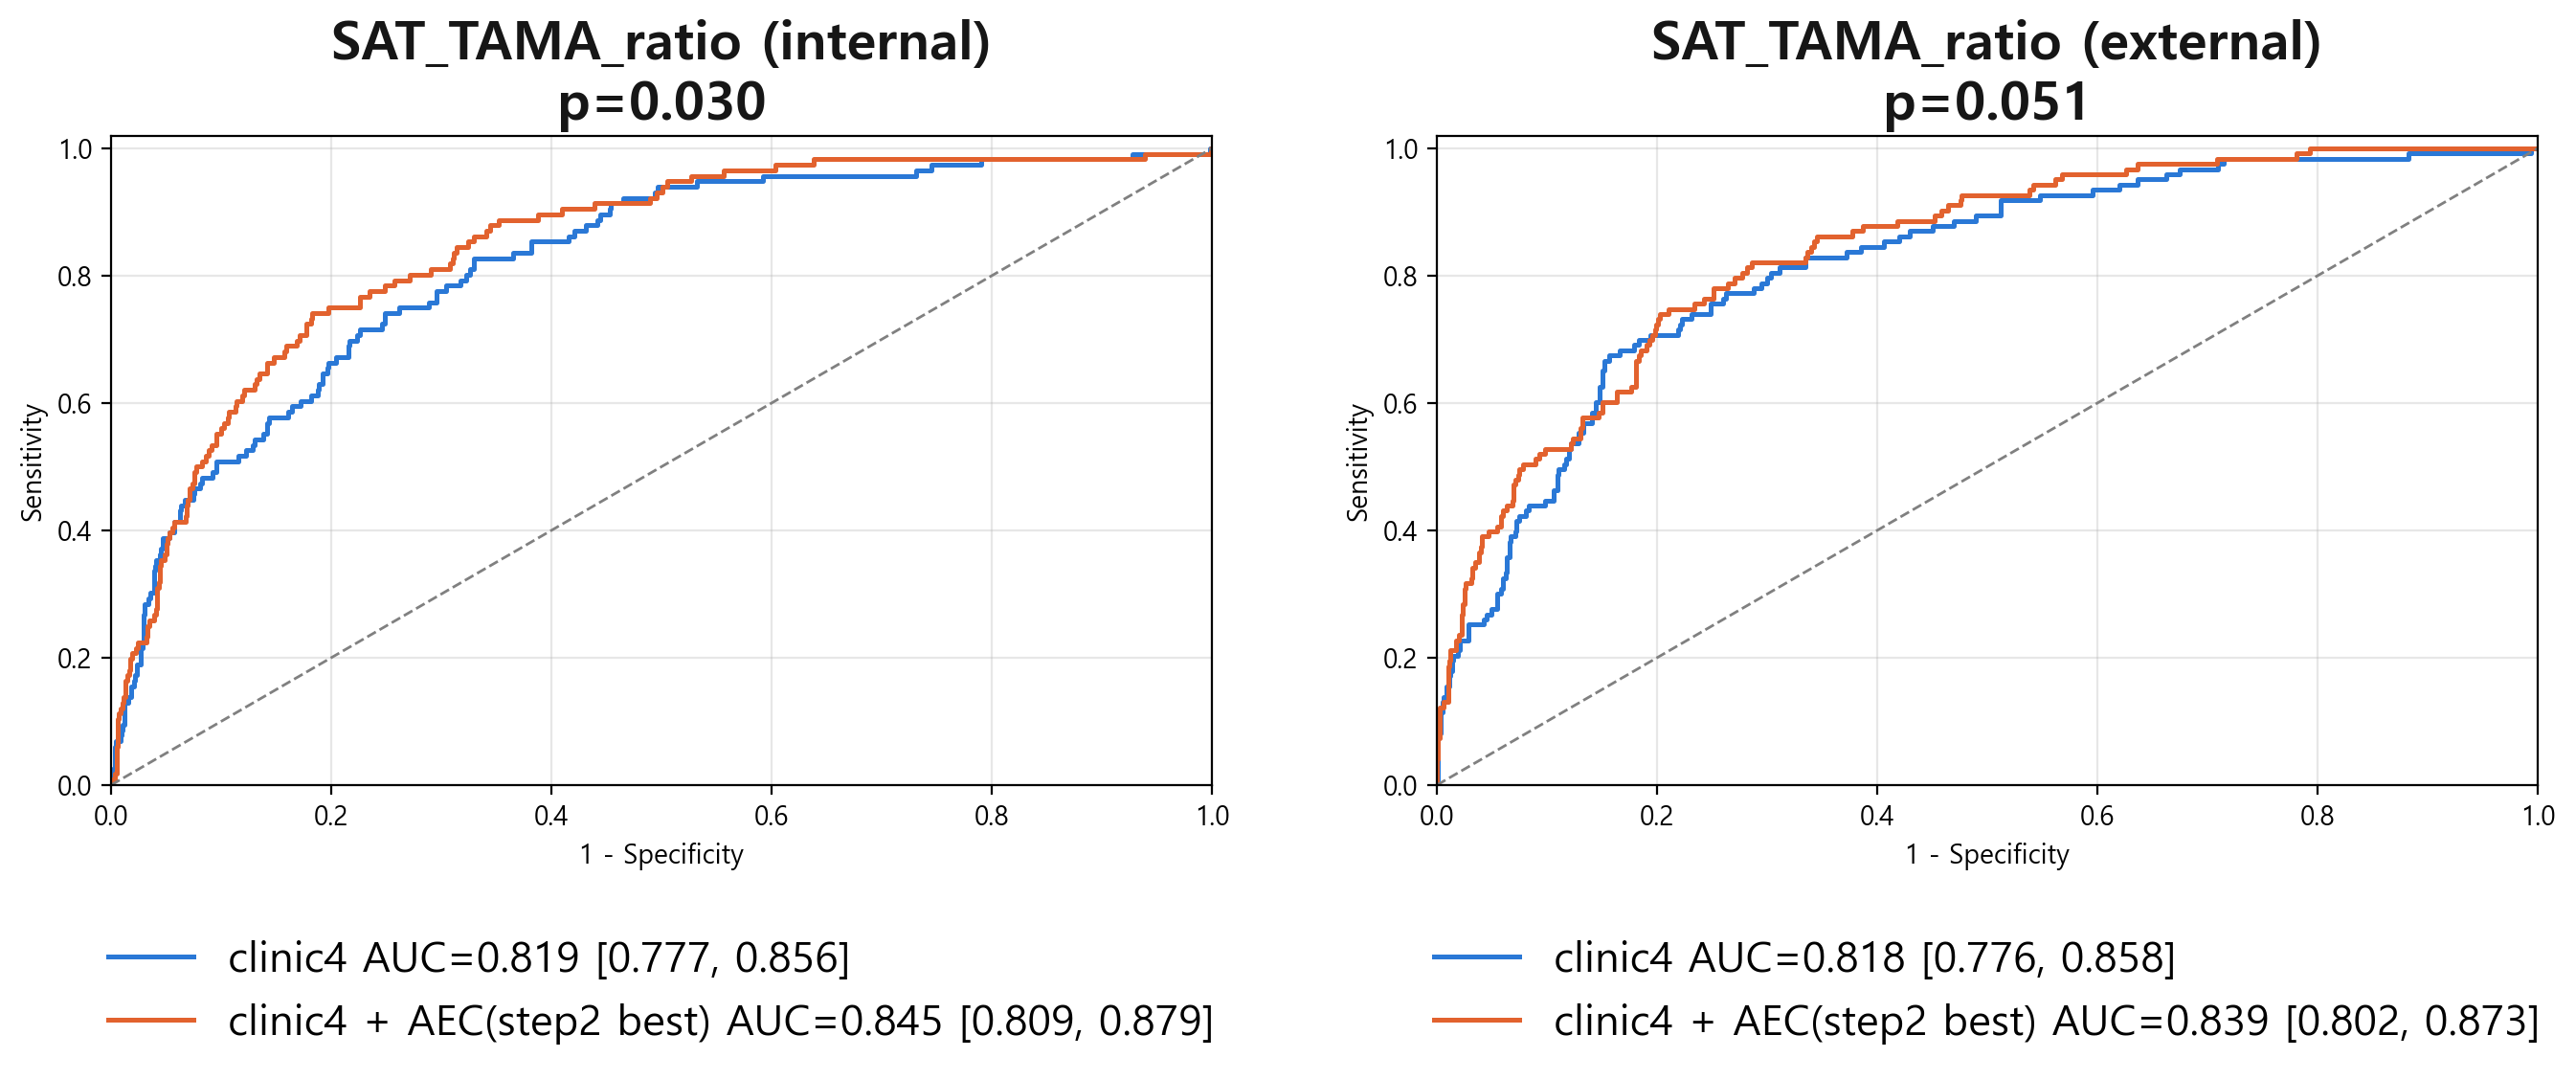 SAT_TAMA_ratio (internal)
p=0.030
1.0
0.8
0.6
0.4
0.2
0.0
Sensitivity
0.0 0.2 0.4 0.6 0.8 1.0
1 - Specificity
clinic4 AUC=0.819 [0.777, 0.856]
clinic4 + AEC(step2 best) AUC=0.845 [0.809, 0.879]
SAT_TAMA_ratio (external)
p=0.051
1.0
0.8
0.6
0.4
0.2
0.0
Sensitivity
0.0 0.2 0.4 0.6 0.8 1.0
1 - Specificity
clinic4 AUC=0.818 [0.776, 0.858]
clinic4 + AEC(step2 best) AUC=0.839 [0.802, 0.873]